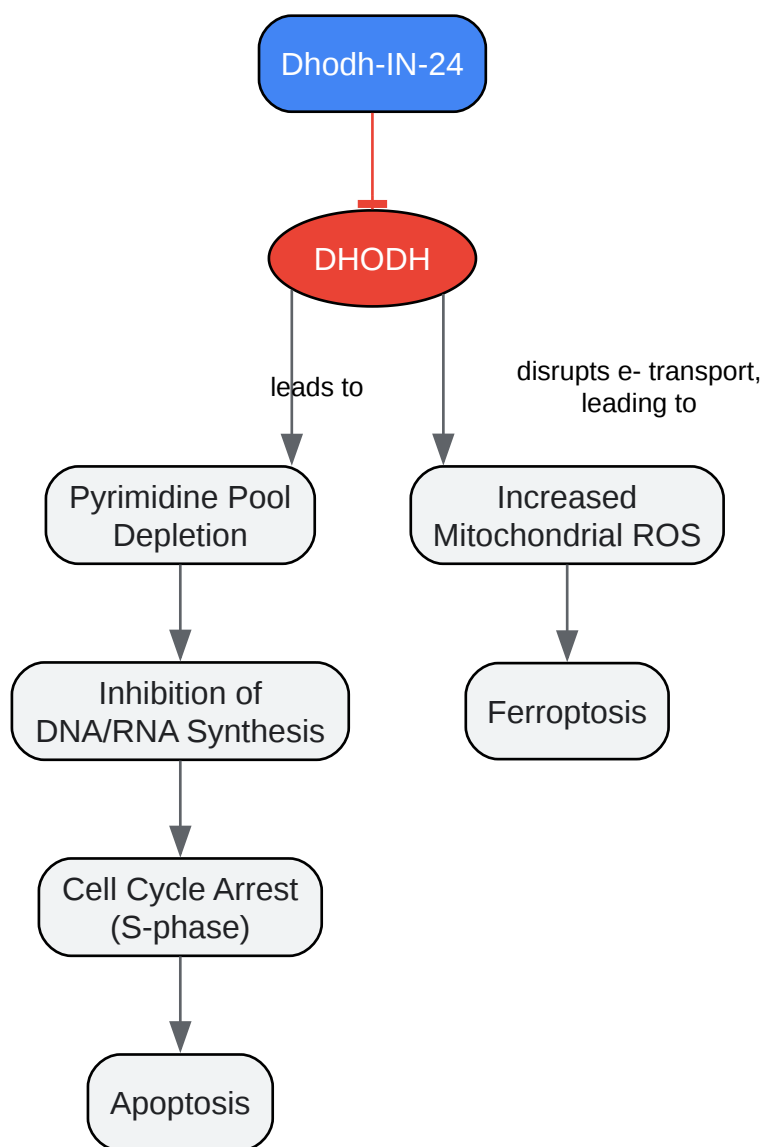 Dhodh-IN-24
DHODH
leads to
disrupts e- transport,
leading to
Pyrimidine Pool
Depletion
Increased
Mitochondrial ROS
Inhibition of
DNA/RNA Synthesis
Ferroptosis
Cell Cycle Arrest
(S-phase)
Apoptosis